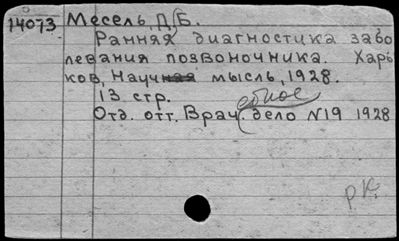 14073 Месель, Д. Б.
Ранняя диагностика забо
левания позвоночника. Харь
ков, Научная мысль, 1928.
13 стр.
Отд. отт. Врачебное дело N19 1928
р.К.